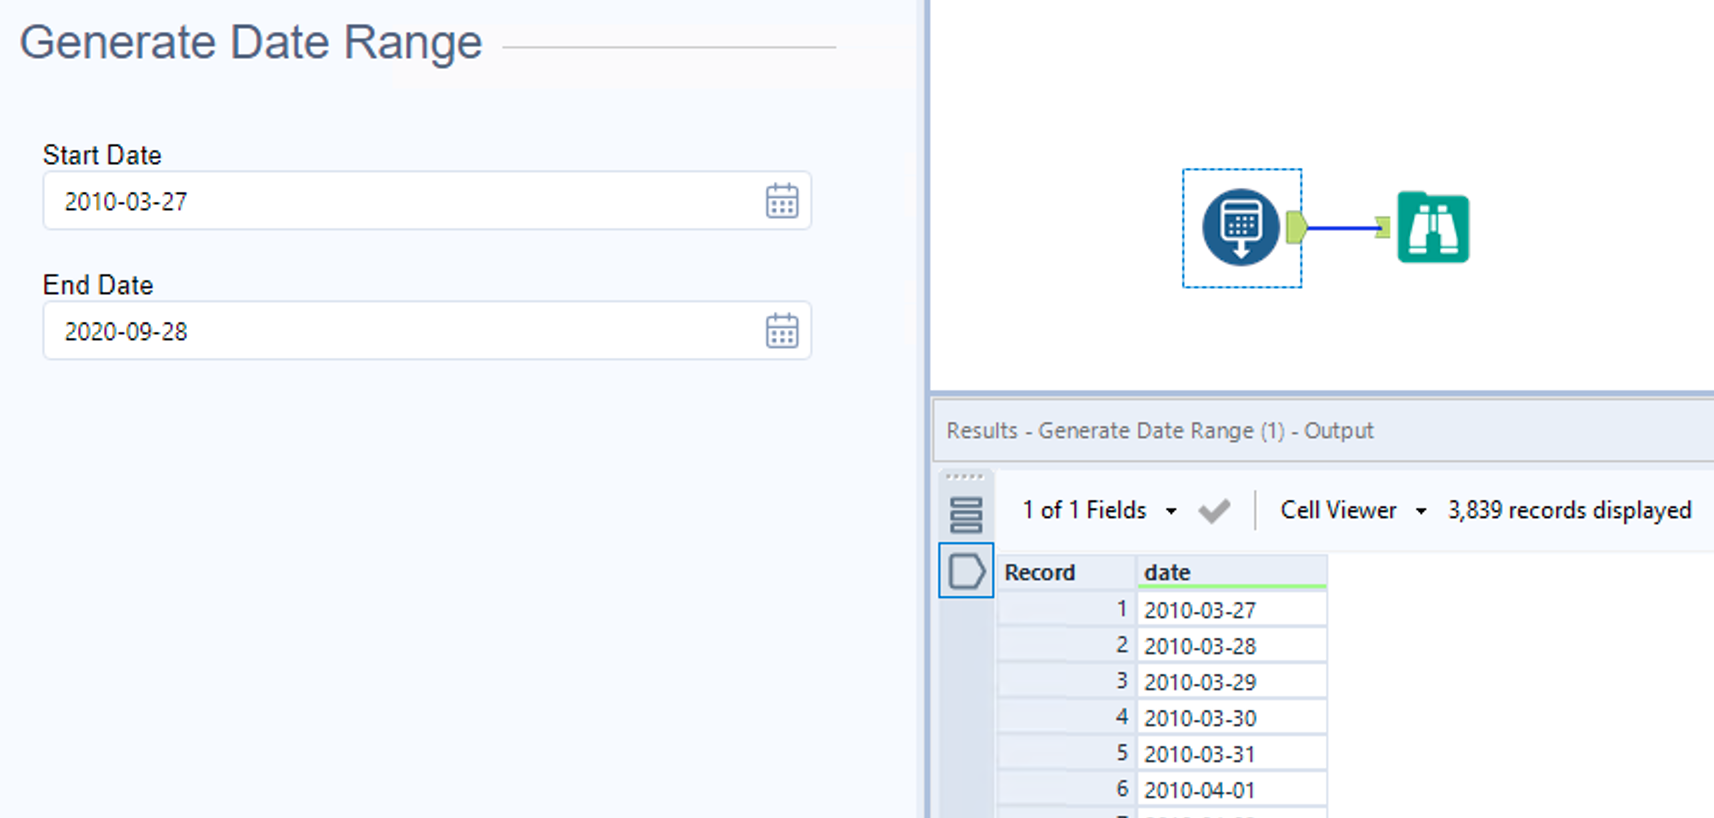 Generate Date Range
Start Date
2010-03-27
End Date
2020-09-28
Results - Generate Date Range (1) - Output
1 of 1 Fields
Cell Viewer
3,839 records displayed
Record date
1 2010-03-27
2 2010-03-28
3 2010-03-29
4 2010-03-30
5 2010-03-31
6 2010-04-01